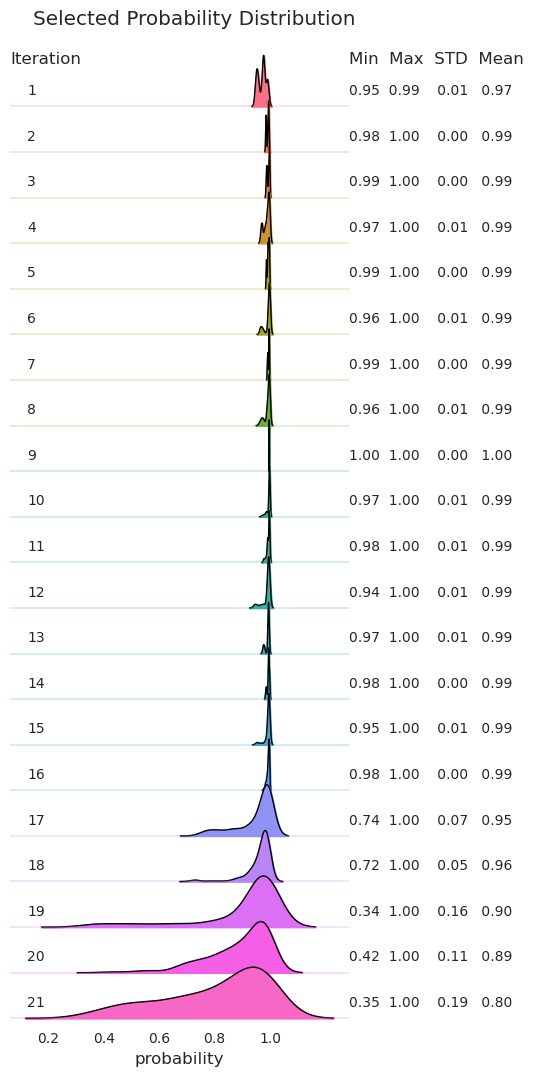 Selected Probability Distribution
Iteration Min Max STD Mean
1 0.95 0.99 0.01 0.97
2 0.98 1.00 0.00 0.99
3 0.99 1.00 0.00 0.99
4 0.97 1.00 0.01 0.99
5 0.99 1.00 0.00 0.99
6 0.96 1.00 0.01 0.99
7 0.99 1.00 0.00 0.99
8 0.96 1.00 0.01 0.99
9 1.00 1.00 0.00 1.00
10 0.97 1.00 0.01 0.99
11 0.98 1.00 0.01 0.99
12 0.94 1.00 0.01 0.99
13 0.97 1.00 0.01 0.99
14 0.98 1.00 0.00 0.99
15 0.95 1.00 0.01 0.99
16 0.98 1.00 0.00 0.99
17 0.74 1.00 0.07 0.95
18 0.72 1.00 0.05 0.96
19 0.34 1.00 0.16 0.90
20 0.42 1.00 0.11 0.89
21 0.35 1.00 0.19 0.80
0.2 0.4 0.6 0.8 1.0
probability